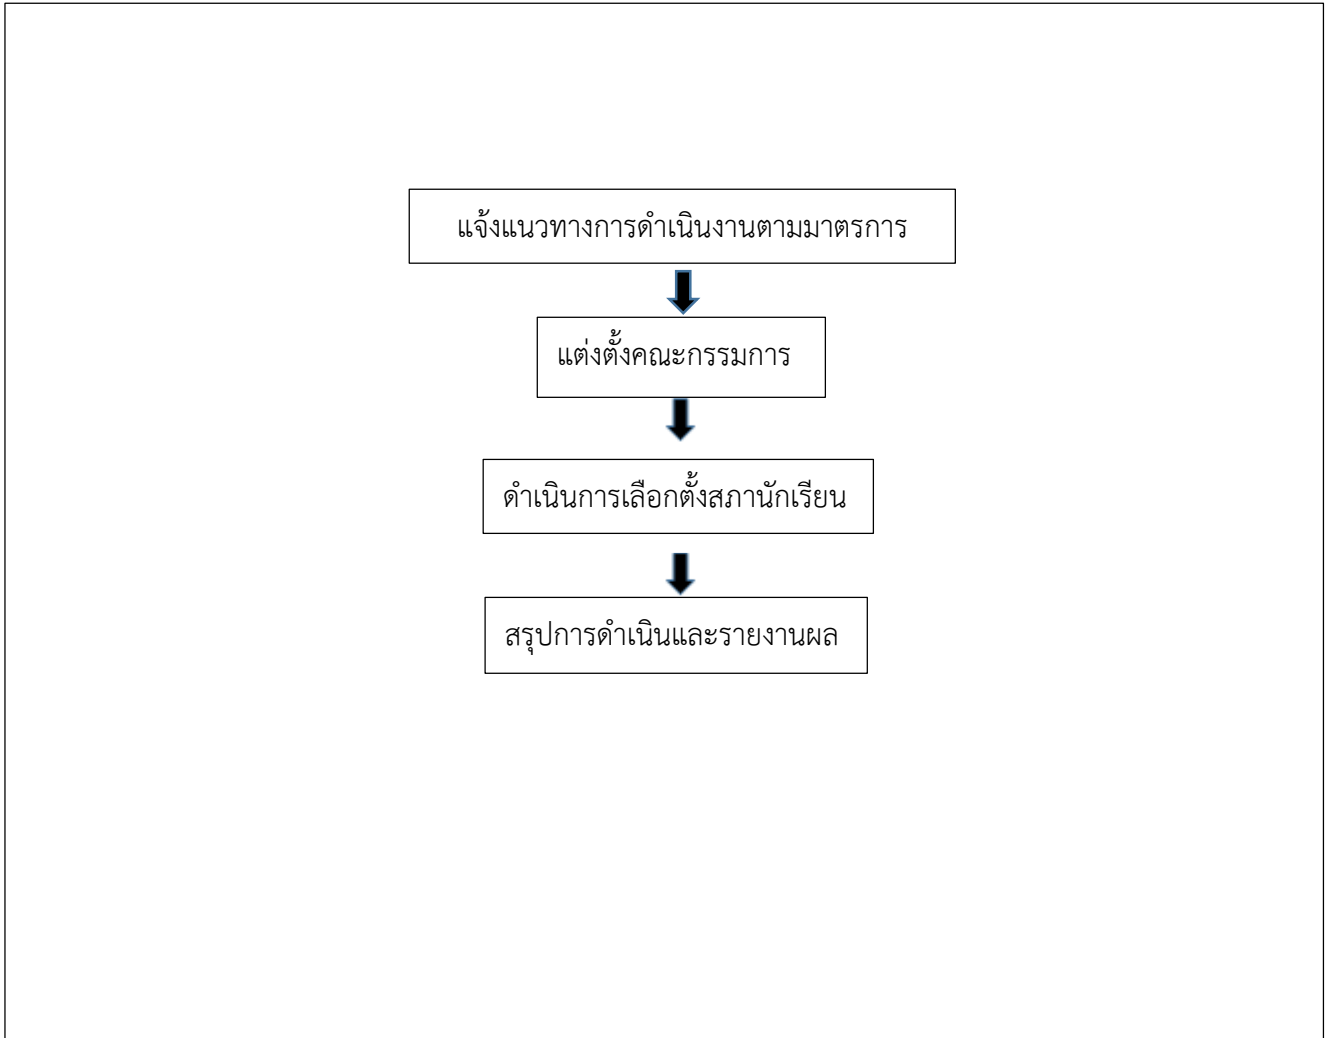 แจ้งแนวทางการดำเนินงานตามมาตรการ
แต่งตั้งคณะกรรมการ
ดำเนินการเลือกตั้งสภานักเรียน
สรุปการดำเนินและรายงานผล